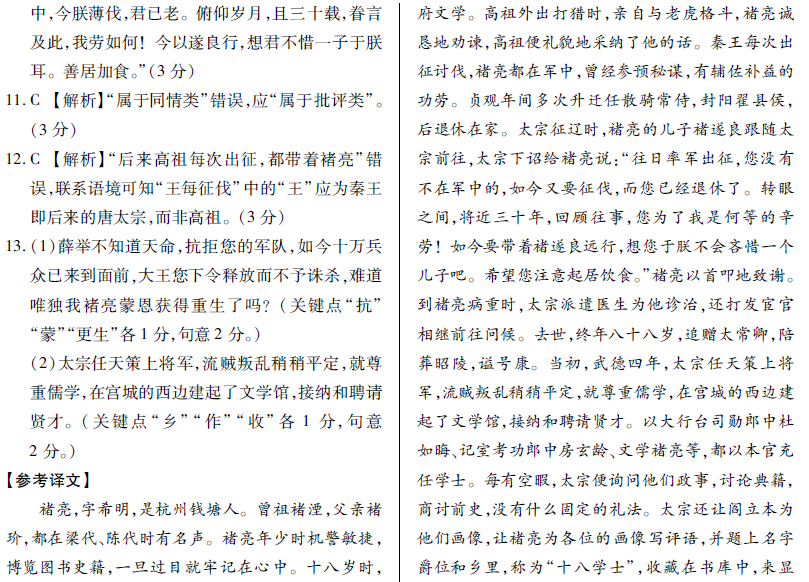 中,今朕薄伐,君已老。俯仰岁月,且三十载,眷言
及此,我劳如何！今以遂良行,想君不惜一子于朕
耳。善居加食。”(3 分)
11. C 【解析】“属于同情类”错误,应“属于批评类”。
(3 分)
12. C 【解析】“后来高祖每次出征,都带着褚亮”错
误,联系语境可知“王每征伐”中的“王”应为秦王
即后来的唐太宗,而非高祖。(3 分)
13. (1)薛举不知道天命,抗拒您的军队,如今十万兵
众已来到面前,大王您下令释放而不予诛杀,难道
唯独我褚亮蒙恩获得重生了吗？(关键点“抗”
“蒙”“更生”各 1 分,句意 2 分。)
(2)太宗任天策上将军,流贼叛乱稍稍平定,就尊
重儒学,在宫城的西边建起了文学馆,接纳和聘请
贤才。(关键点“乡”“作”“收”各 1 分,句意
2 分。)
【参考译文】
褚亮,字希明,是杭州钱塘人。曾祖褚湮,父亲褚
玠,都在梁代、陈代时有名声。褚亮年少时机警敏捷,
博览图书史籍,一旦过目就牢记在心中。十八岁时,
府文学。高祖外出打猎时,亲自与老虎格斗,褚亮诚
恳地劝谏,高祖便礼貌地采纳了他的话。秦王每次出
征讨伐,褚亮都在军中,曾经参预秘谋,有辅佐补益的
功劳。贞观年间多次升迁任散骑常侍,封阳翟县侯,
后退休在家。太宗征辽时,褚亮的儿子褚遂良跟随太
宗前往,太宗下诏给褚亮说:“往日率军出征,您没有
不在军中的,如今又要征伐,而您已经退休了。转眼
之间,将近三十年,回顾往事,您为了我是何等的辛
劳！如今要带着褚遂良远行,想您于朕不会吝惜一个
儿子吧。希望您注意起居饮食。”褚亮以首叩地致谢。
到褚亮病重时,太宗派遣医生为他诊治,还打发宦官
相继前往问候。去世,终年八十八岁,追赠太常卿,陪
葬昭陵,谥号康。当初,武德四年,太宗任天策上将
军,流贼叛乱稍稍平定,就尊重儒学,在宫城的西边建
起了文学馆,接纳和聘请贤才。以大行台司勋郎中杜
如晦、记室考功郎中房玄龄、文学褚亮等,都以本官充
任学士。每有空暇,太宗便询问他们政事,讨论典籍,
商讨前史,没有什么固定的礼法。太宗还让阎立本为
他们画像,让褚亮为各位的画像写评语,并题上名字
爵位和乡里,称为“十八学士”,收藏在书库中,来显